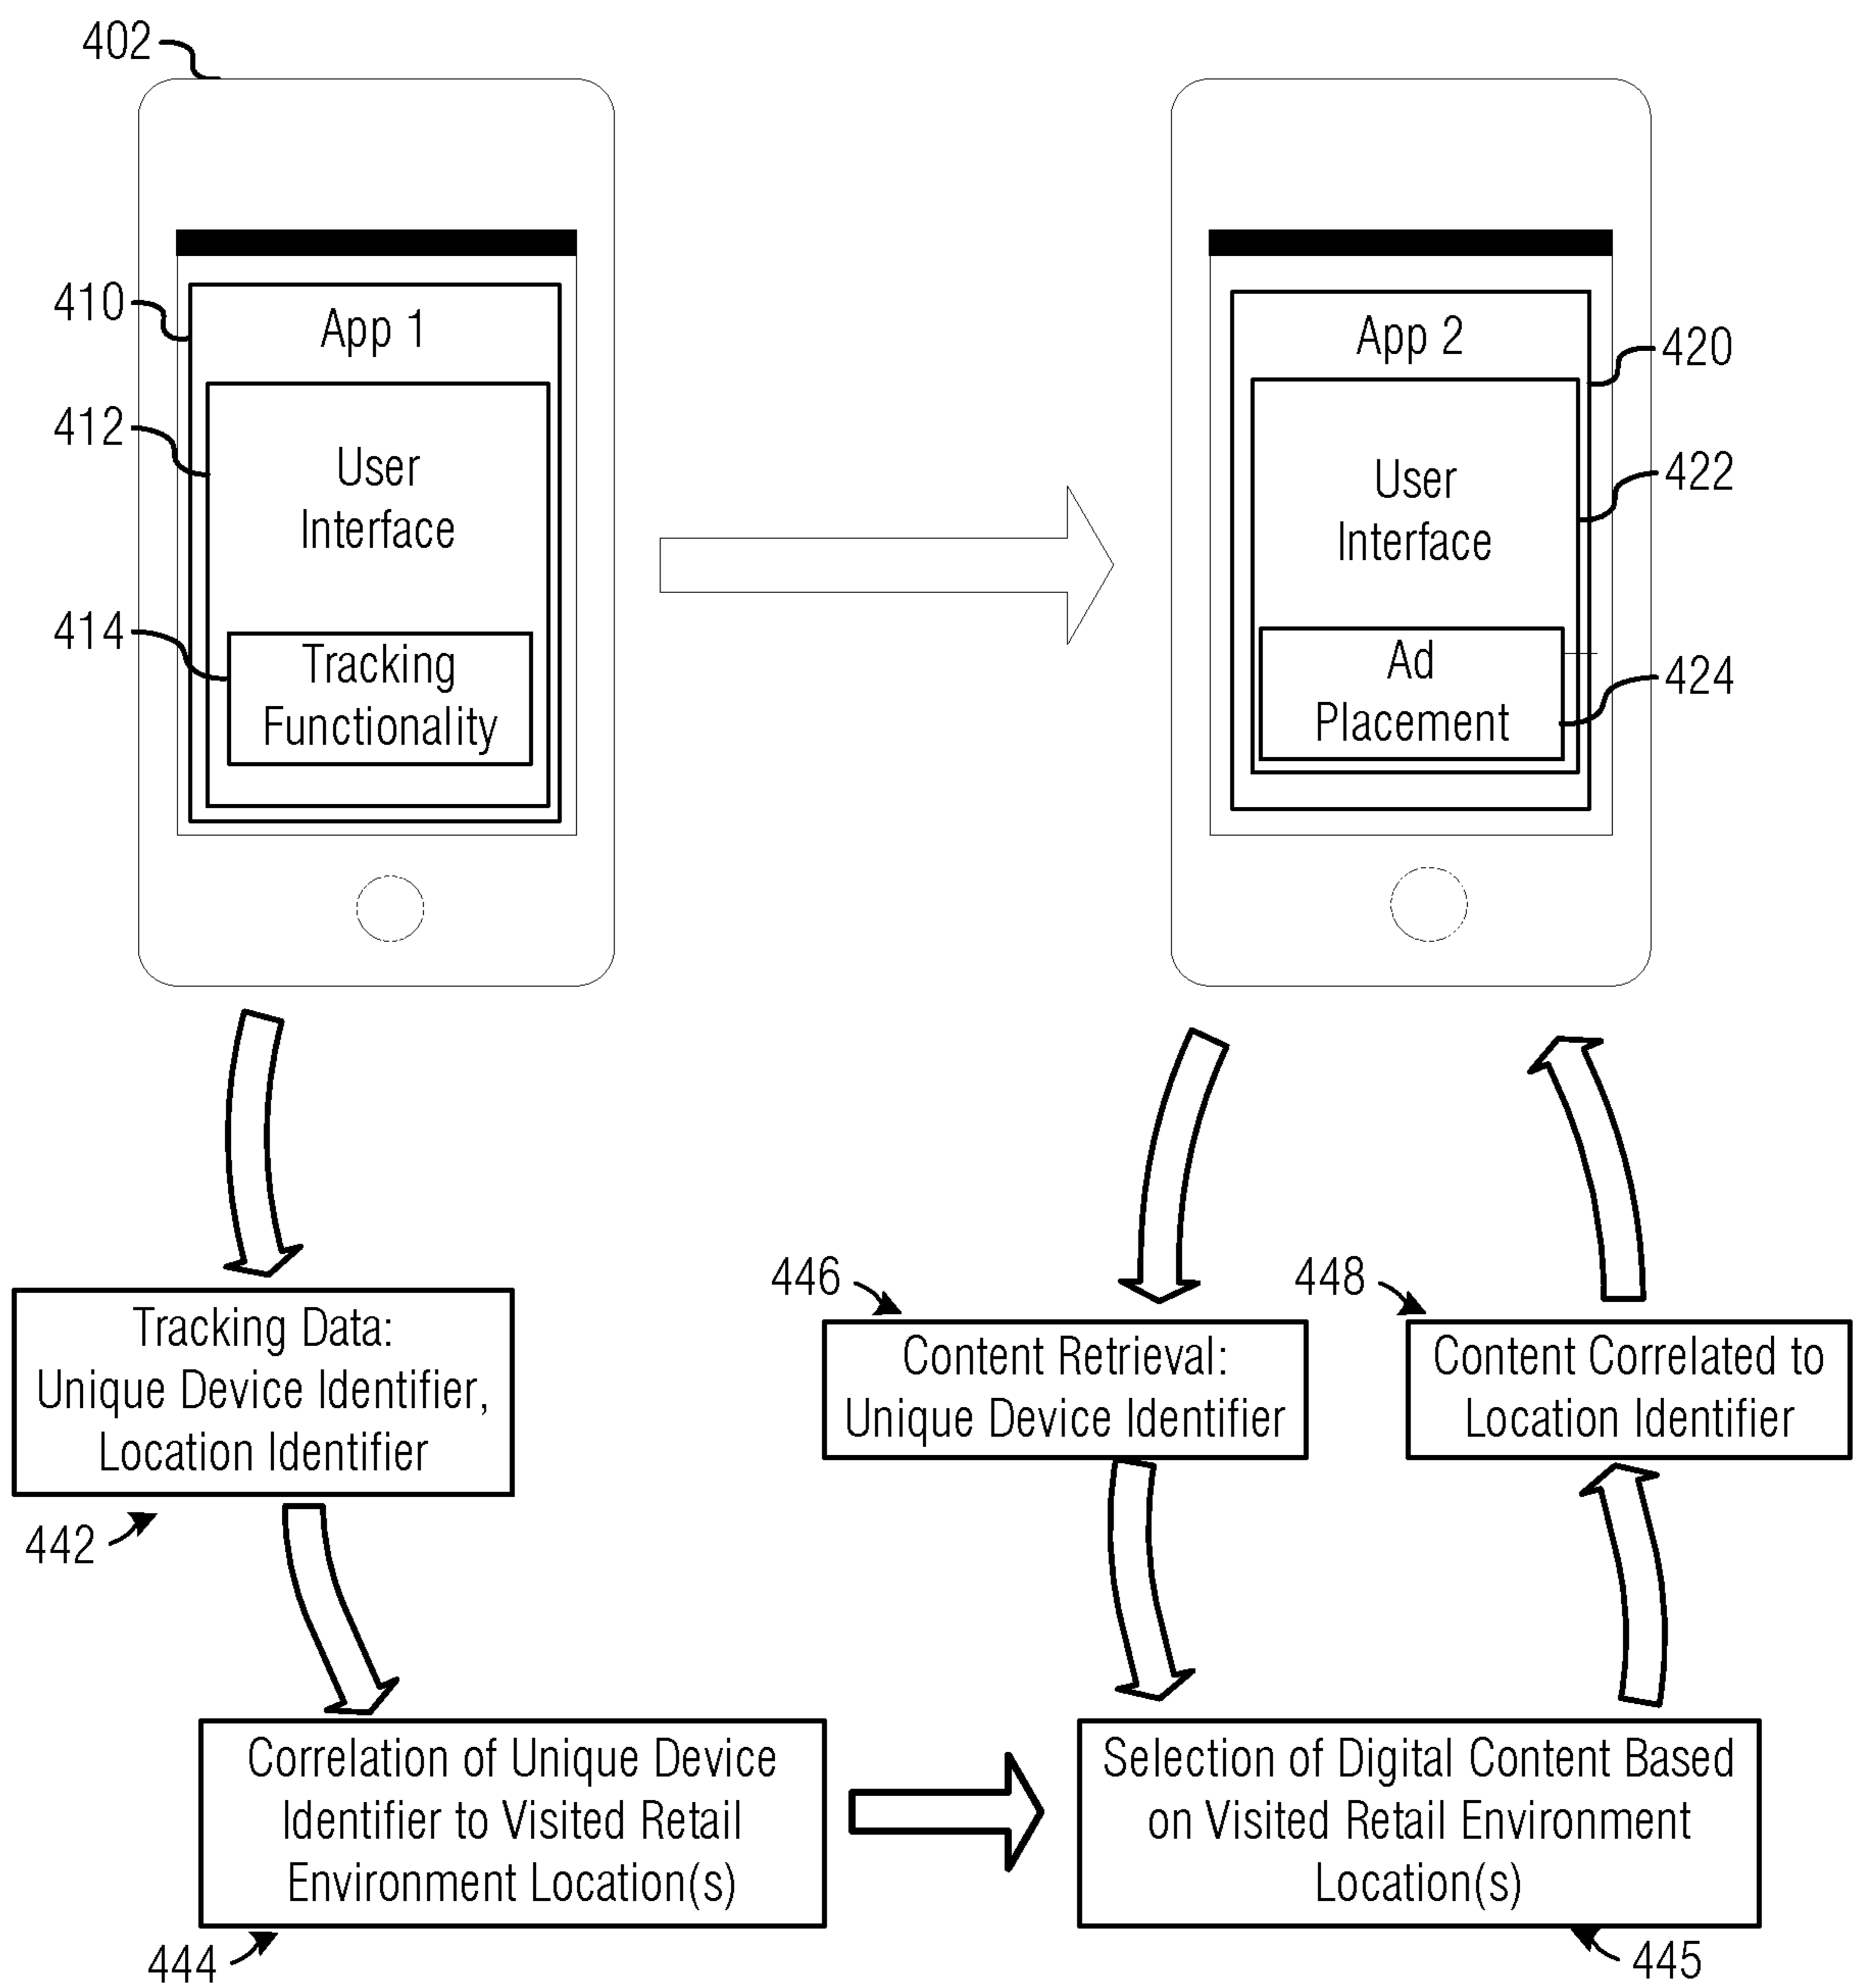 402
410
App 1
412
User
Interface
414
Tracking
Functionality
App 2
420
User
Interface
422
Ad
Placement
424
Tracking Data:
Unique Device Identifier,
Location Identifier
442
446
Content Retrieval:
Unique Device Identifier
448
Content Correlated to
Location Identifier
Correlation of Unique Device
Identifier to Visited Retail
Environment Location(s)
444
Selection of Digital Content Based
on Visited Retail Environment
Location(s)
445